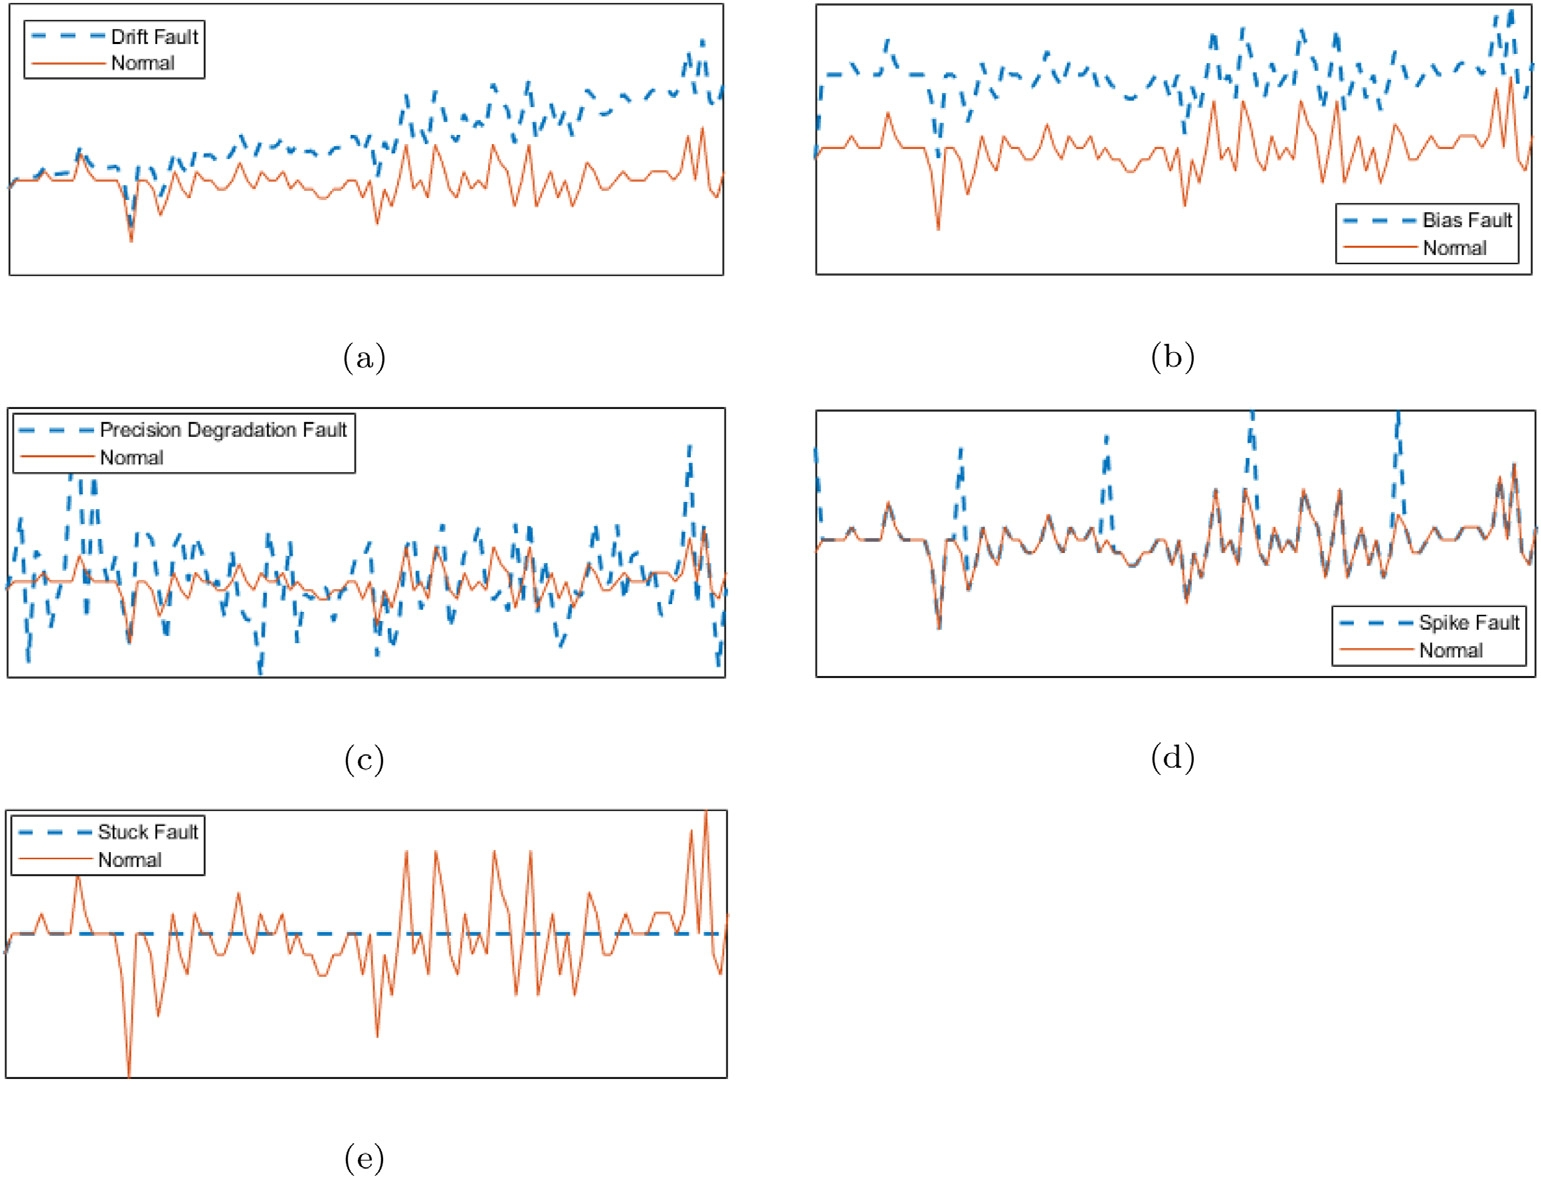 Drift Fault
Normal
(a)
Bias Fault
Normal
(b)
Precision Degradation Fault
Normal
(c)
Spike Fault
Normal
(d)
Stuck Fault
Normal
(e)